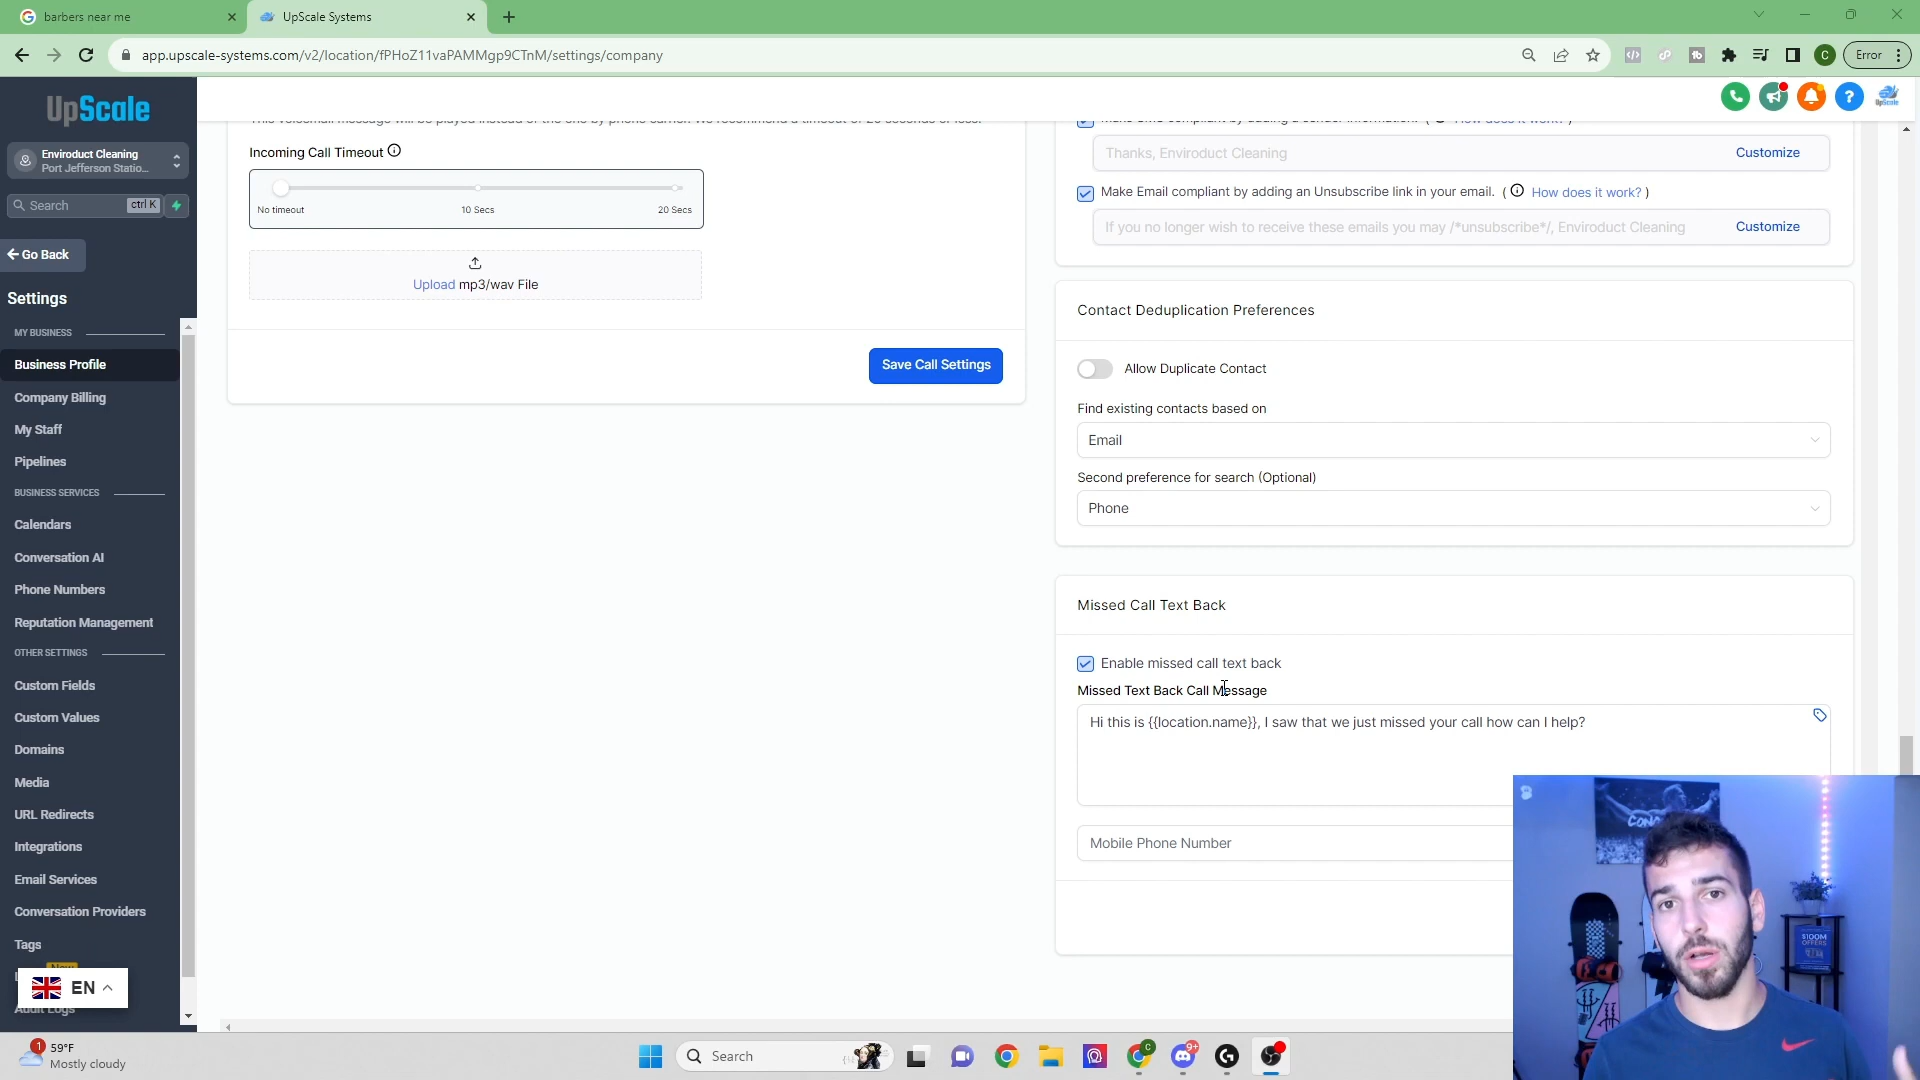 barbers near me
UpScale Systems
app.upscale-systems.com/v2/location/fPHoZ11vaPAMMgp9CTnM/settings/company
Error
UpScale
Enviroduct Cleaning
Port Jefferson Statio...
Search
ctrl K
Go Back
Settings
MY BUSINESS
Business Profile
Company Billing
My Staff
Pipelines
BUSINESS SERVICES
Calendars
Conversation AI
Phone Numbers
Reputation Management
OTHER SETTINGS
Custom Fields
Custom Values
Domains
Media
URL Redirects
Integrations
Email Services
Conversation Providers
Tags
New
Audit Logs
EN
Incoming Call Timeout
No timeout
10 Secs
20 Secs
Upload mp3/wav File
Save Call Settings
Thanks, Enviroduct Cleaning
Customize
Make Email compliant by adding an Unsubscribe link in your email. ( How does it work? )
If you no longer wish to receive these emails you may /*unsubscribe*/, Enviroduct Cleaning
Customize
Contact Deduplication Preferences
Allow Duplicate Contact
Find existing contacts based on
Email
Second preference for search (Optional)
Phone
Missed Call Text Back
Enable missed call text back
Missed Text Back Call Message
Hi this is {{location.name}}, I saw that we just missed your call how can I help?
Mobile Phone Number
$100M
OFFERS
1
59°F
Mostly cloudy
Search
C
9+